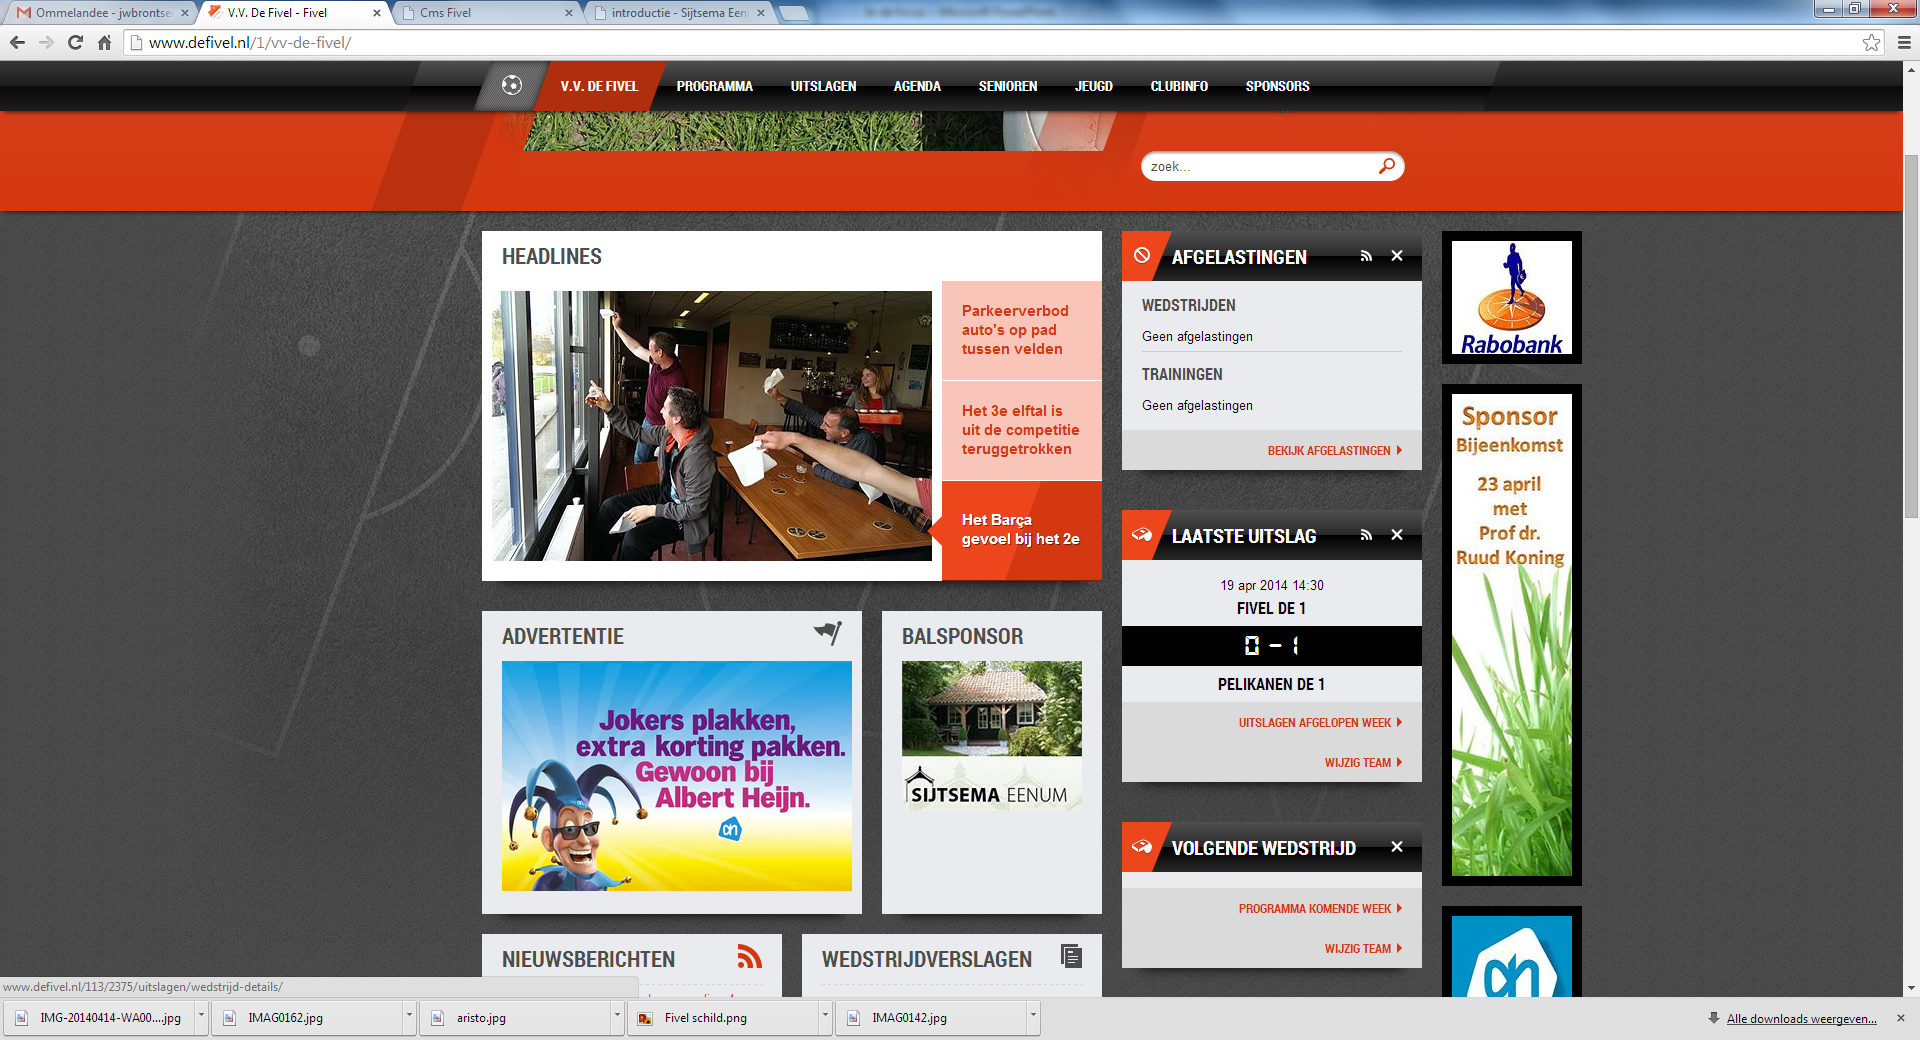 Ommelandee - jwbrontse
V.V. De Fivel - Fivel
Cms Fivel
introductie - Sijtsema Een
www.defivel.nl/1/vv-de-fivel/
V.V. DE FIVEL
PROGRAMMA
UITSLAGEN
AGENDA
SENIOREN
JEUGD
CLUBINFO
SPONSORS
zoek...
HEADLINES
Parkeerverbod
auto's op pad
tussen velden
Het 3e elftal is
uit de competitie
teruggetrokken
Het Barça
gevoel bij het 2e
ADVERTENTIE
Jokers plakken,
extra korting pakken.
Gewoon bij
Albert Heijn.
BALSPONSOR
SIJTSEMA EENUM
NIEUWSBERICHTEN
WEDSTRIJDVERSLAGEN
AFGELASTINGEN
WEDSTRIJDEN
Geen afgelastingen
TRAININGEN
Geen afgelastingen
BEKIJK AFGELASTINGEN
LAATSTE UITSLAG
19 apr 2014 14:30
FIVEL DE 1
0 - 1
PELIKANEN DE 1
UITSLAGEN AFGELOPEN WEEK
WIJZIG TEAM
VOLGENDE WEDSTRIJD
PROGRAMMA KOMENDE WEEK
WIJZIG TEAM
Rabobank
Sponsor
Bijeenkomst
23 april
met
Prof dr.
Ruud Koning
www.defivel.nl/113/2375/uitslagen/wedstrijd-details/
IMG-20140414-WA00....jpg
IMAG0162.jpg
aristo.jpg
Fivel schild.png
IMAG0142.jpg
Alle downloads weergeven...